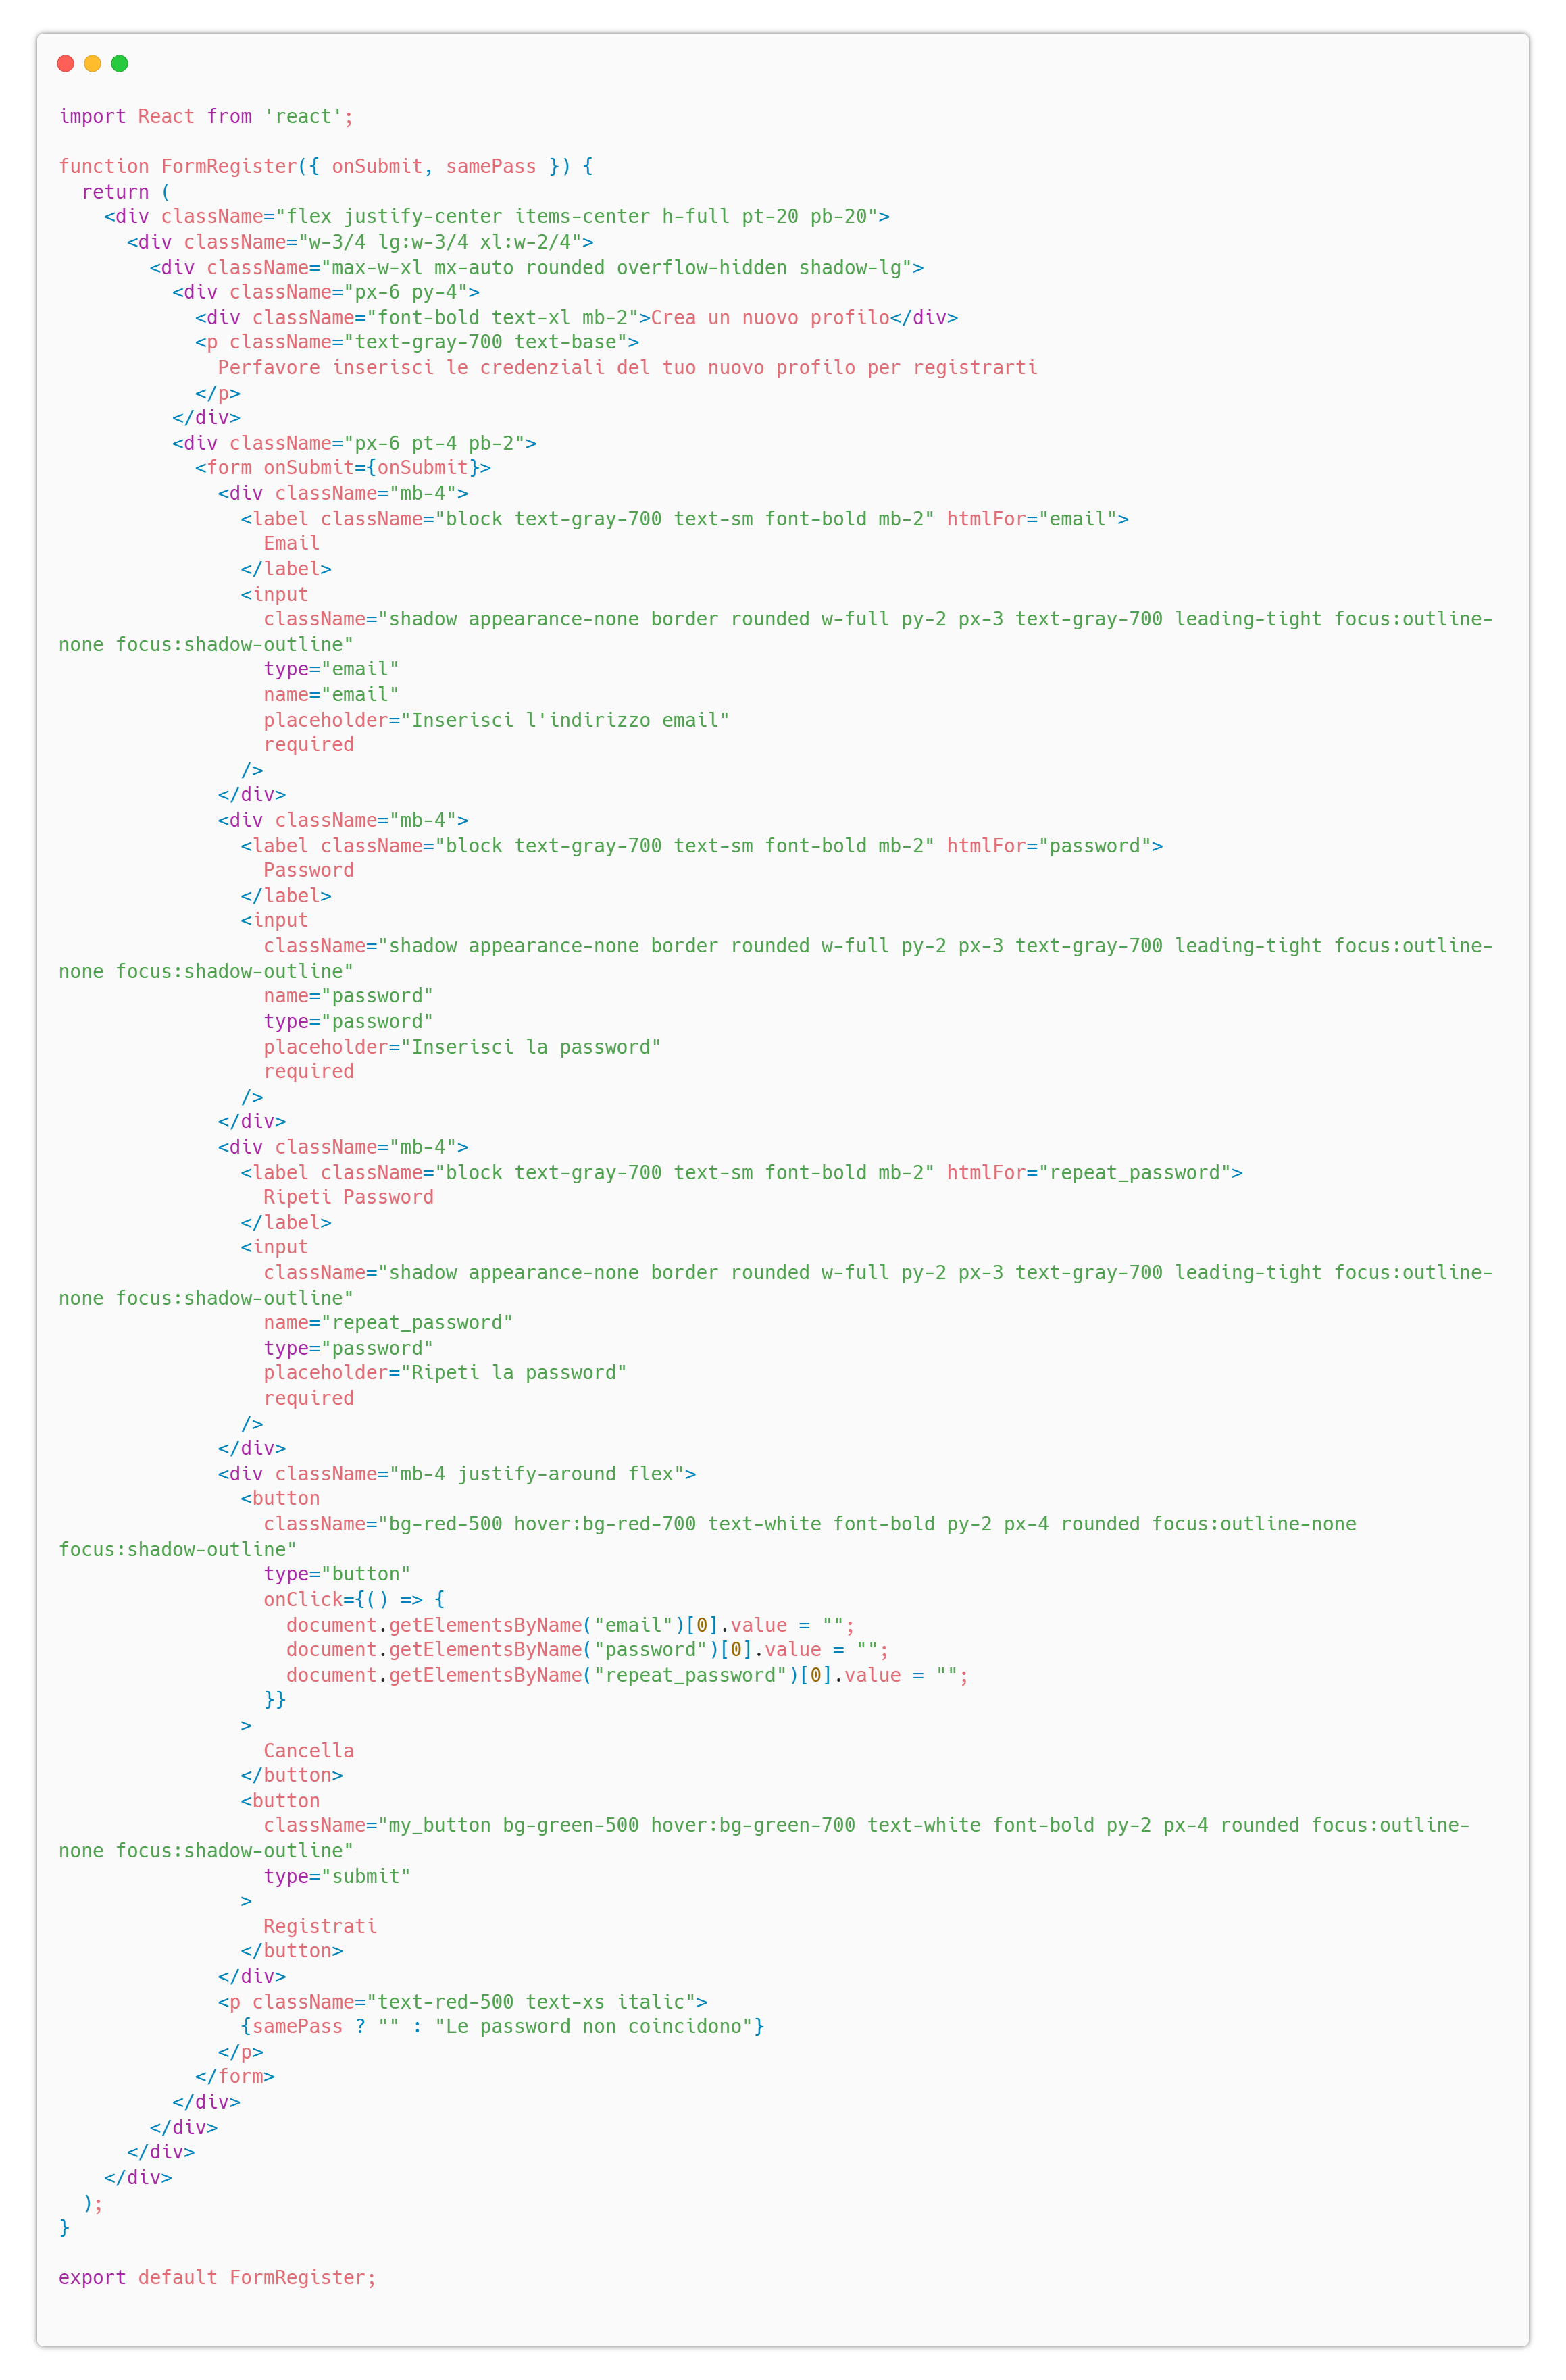 import React from 'react';

function FormRegister({ onSubmit, samePass }) {
  return (
    <div className="flex justify-center items-center h-full pt-20 pb-20">
      <div className="w-3/4 lg:w-3/4 xl:w-2/4">
        <div className="max-w-xl mx-auto rounded overflow-hidden shadow-lg">
          <div className="px-6 py-4">
            <div className="font-bold text-xl mb-2">Crea un nuovo profilo</div>
            <p className="text-gray-700 text-base">
              Perfavore inserisci le credenziali del tuo nuovo profilo per registrarti
            </p>
          </div>
          <div className="px-6 pt-4 pb-2">
            <form onSubmit={onSubmit}>
              <div className="mb-4">
                <label className="block text-gray-700 text-sm font-bold mb-2" htmlFor="email">
                  Email
                </label>
                <input
                  className="shadow appearance-none border rounded w-full py-2 px-3 text-gray-700 leading-tight focus:outline-
none focus:shadow-outline"
                  type="email"
                  name="email"
                  placeholder="Inserisci l'indirizzo email"
                  required
                />
              </div>
              <div className="mb-4">
                <label className="block text-gray-700 text-sm font-bold mb-2" htmlFor="password">
                  Password
                </label>
                <input
                  className="shadow appearance-none border rounded w-full py-2 px-3 text-gray-700 leading-tight focus:outline-
none focus:shadow-outline"
                  name="password"
                  type="password"
                  placeholder="Inserisci la password"
                  required
                />
              </div>
              <div className="mb-4">
                <label className="block text-gray-700 text-sm font-bold mb-2" htmlFor="repeat_password">
                  Ripeti Password
                </label>
                <input
                  className="shadow appearance-none border rounded w-full py-2 px-3 text-gray-700 leading-tight focus:outline-
none focus:shadow-outline"
                  name="repeat_password"
                  type="password"
                  placeholder="Ripeti la password"
                  required
                />
              </div>
              <div className="mb-4 justify-around flex">
                <button
                  className="bg-red-500 hover:bg-red-700 text-white font-bold py-2 px-4 rounded focus:outline-none
focus:shadow-outline"
                  type="button"
                  onClick={() => {
                    document.getElementsByName("email")[0].value = "";
                    document.getElementsByName("password")[0].value = "";
                    document.getElementsByName("repeat_password")[0].value = "";
                  }}
                >
                  Cancella
                </button>
                <button
                  className="my_button bg-green-500 hover:bg-green-700 text-white font-bold py-2 px-4 rounded focus:outline-
none focus:shadow-outline"
                  type="submit"
                >
                  Registrati
                </button>
              </div>
              <p className="text-red-500 text-xs italic">
                {samePass ? "" : "Le password non coincidono"}
              </p>
            </form>
          </div>
        </div>
      </div>
    </div>
  );
}

export default FormRegister;